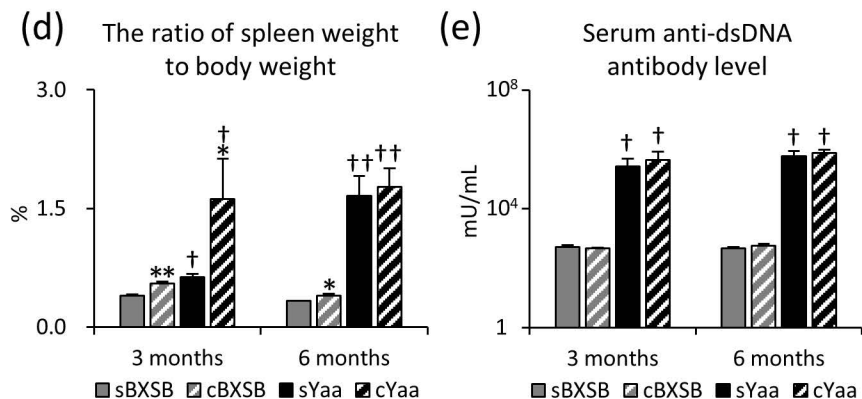 (d) The ratio of spleen weight
to body weight
3.0
1.5
0.0
%
**
†
†
*
*
††
††
3 months
6 months
sBXSB cBXSB sYaa cYaa
(e) Serum anti-dsDNA
antibody level
10⁸
10⁴
1
mU/mL
†
†
†
†
3 months
6 months
sBXSB cBXSB sYaa cYaa